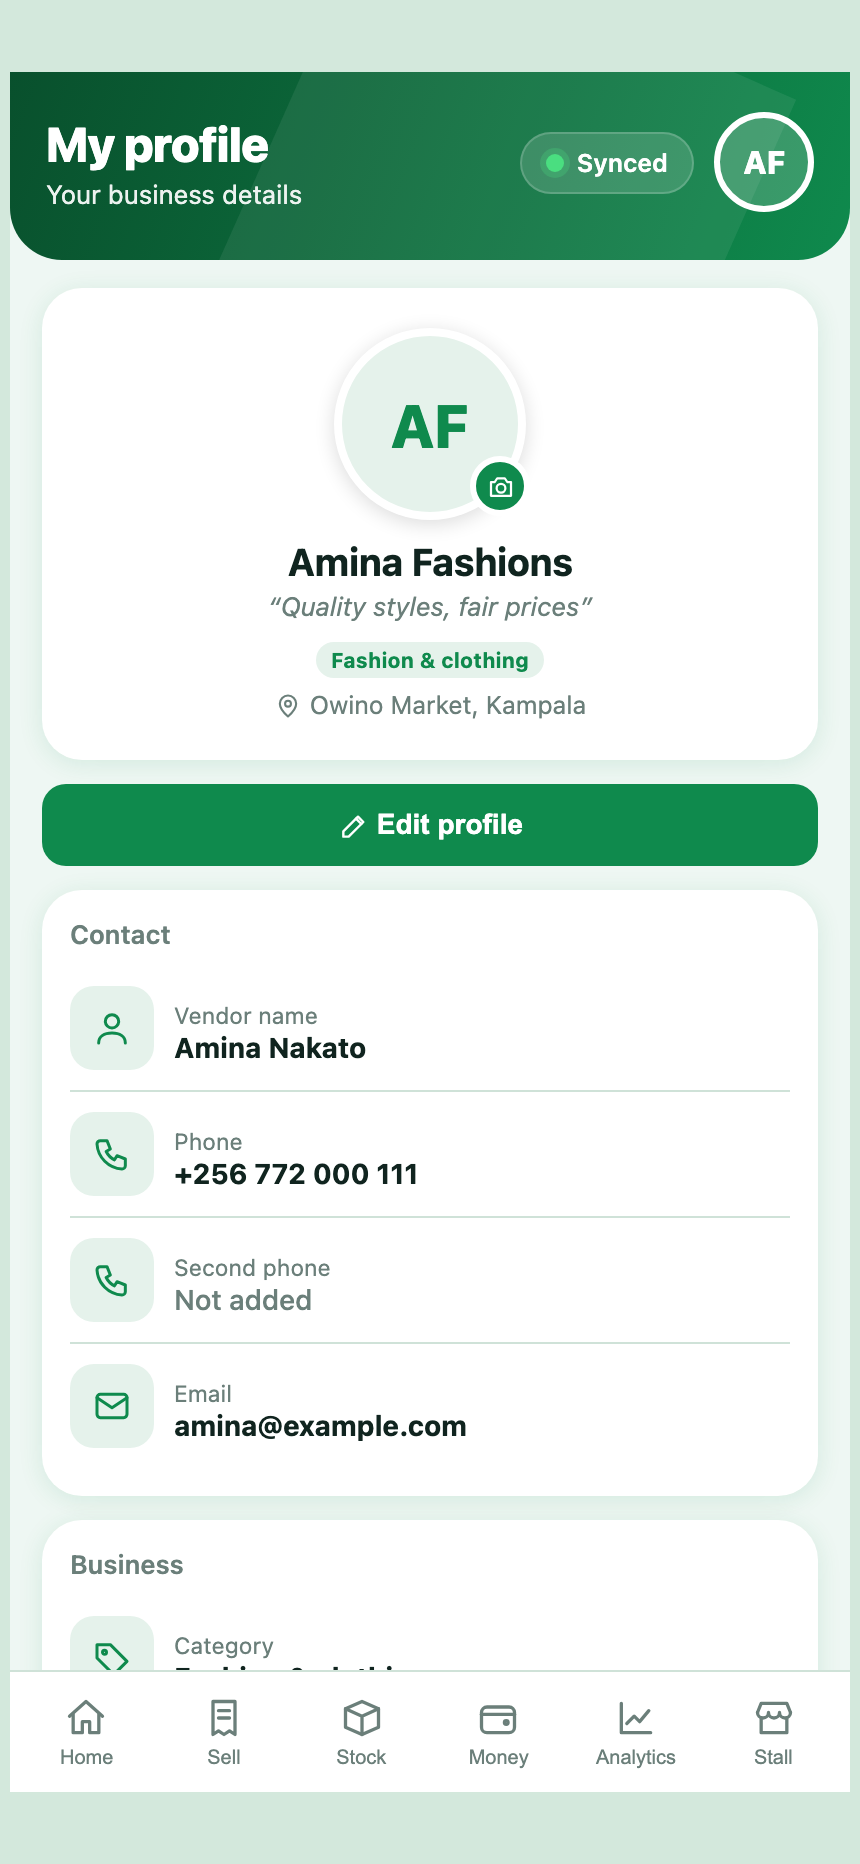 My profile
Your business details
Synced
AF
AF
Amina Fashions
“Quality styles, fair prices”
Fashion & clothing
Owino Market, Kampala
Edit profile
Contact
Vendor name
Amina Nakato
Phone
+256 772 000 111
Second phone
Not added
Email
amina@example.com
Business
Category
Home
Sell
Stock
Money
Analytics
Stall